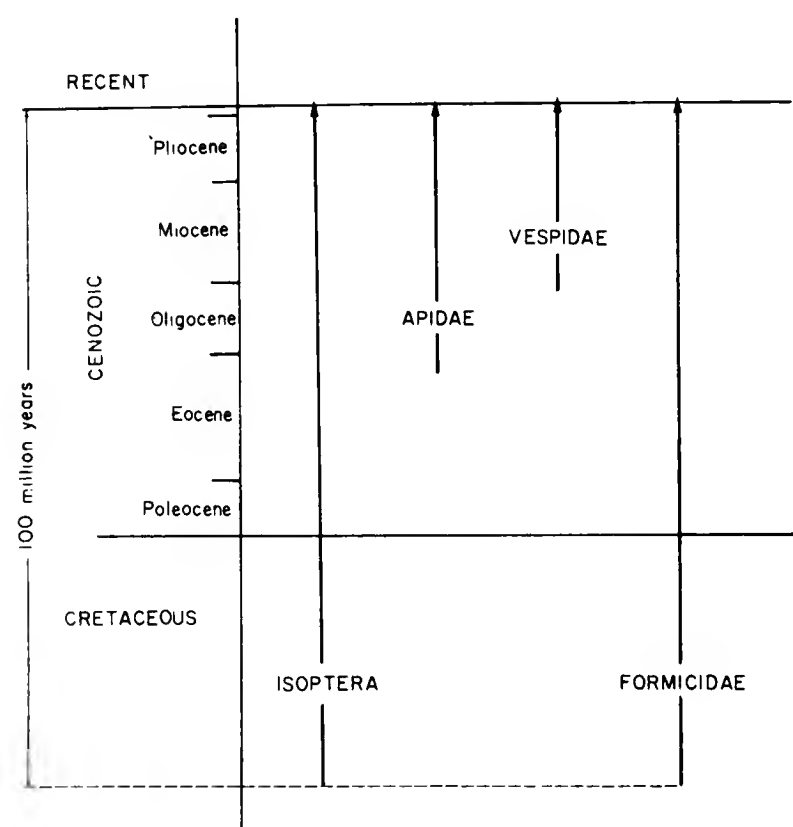 RECENT
Pliocene
Miocene
VESPIDAE
CENOZOIC
Oligocene
APIDAE
Eocene
100 million years
Poleocene
CRETACEOUS
ISOPTERA
FORMICIDAE